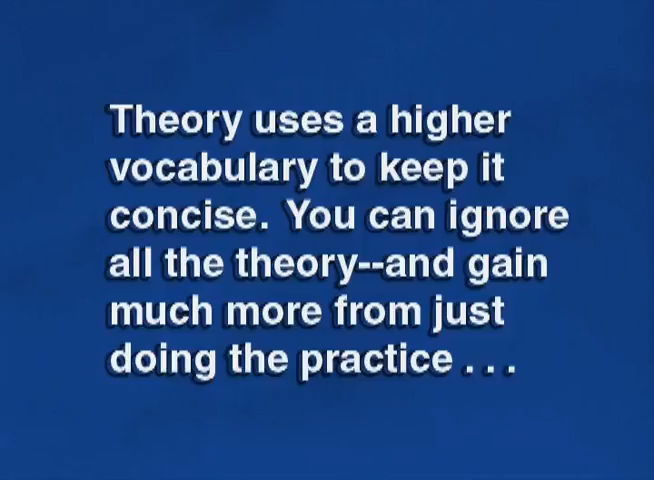 Theory uses a higher
vocabulary to keep it
concise. You can ignore
all the theory--and gain
much more from just
doing the practice . . .